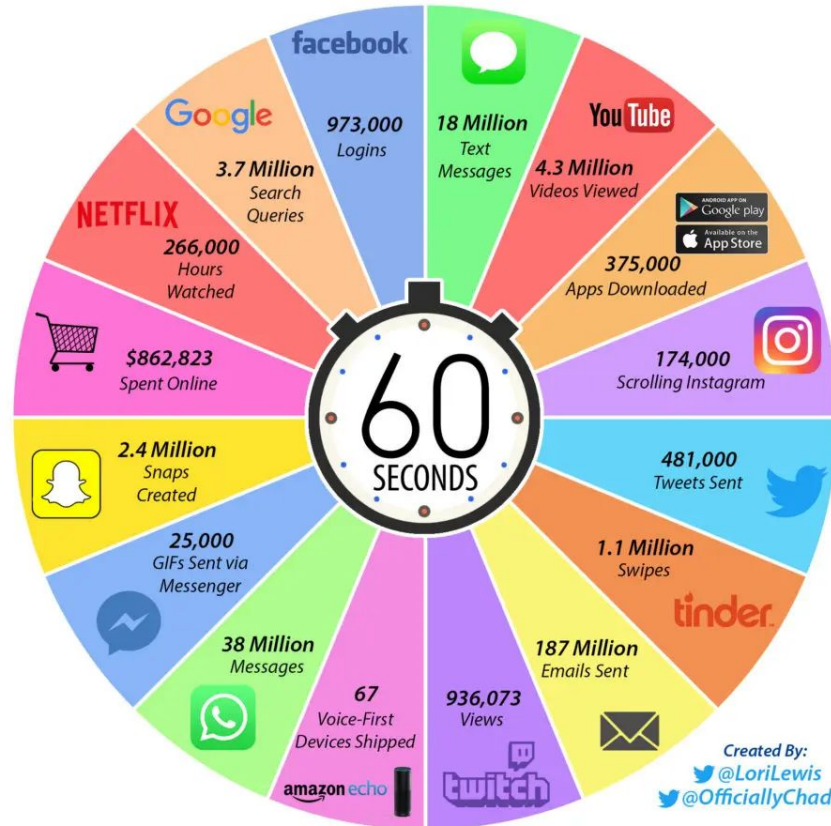 facebook
973,000
Logins
18 Million
Text
Messages
YouTube
4.3 Million
Videos Viewed
ANDROID APP ON
Google play
Available on the
App Store
375,000
Apps Downloaded
174,000
Scrolling Instagram
481,000
Tweets Sent
1.1 Million
Swipes
tinder
187 Million
Emails Sent
936,073
Views
twitch
67
Voice-First
Devices Shipped
amazon echo
38 Million
Messages
25,000
GIFs Sent via
Messenger
2.4 Million
Snaps
Created
$862,823
Spent Online
NETFLIX
266,000
Hours
Watched
Google
3.7 Million
Search
Queries
60
SECONDS
Created By:
@LoriLewis
@OfficiallyChad